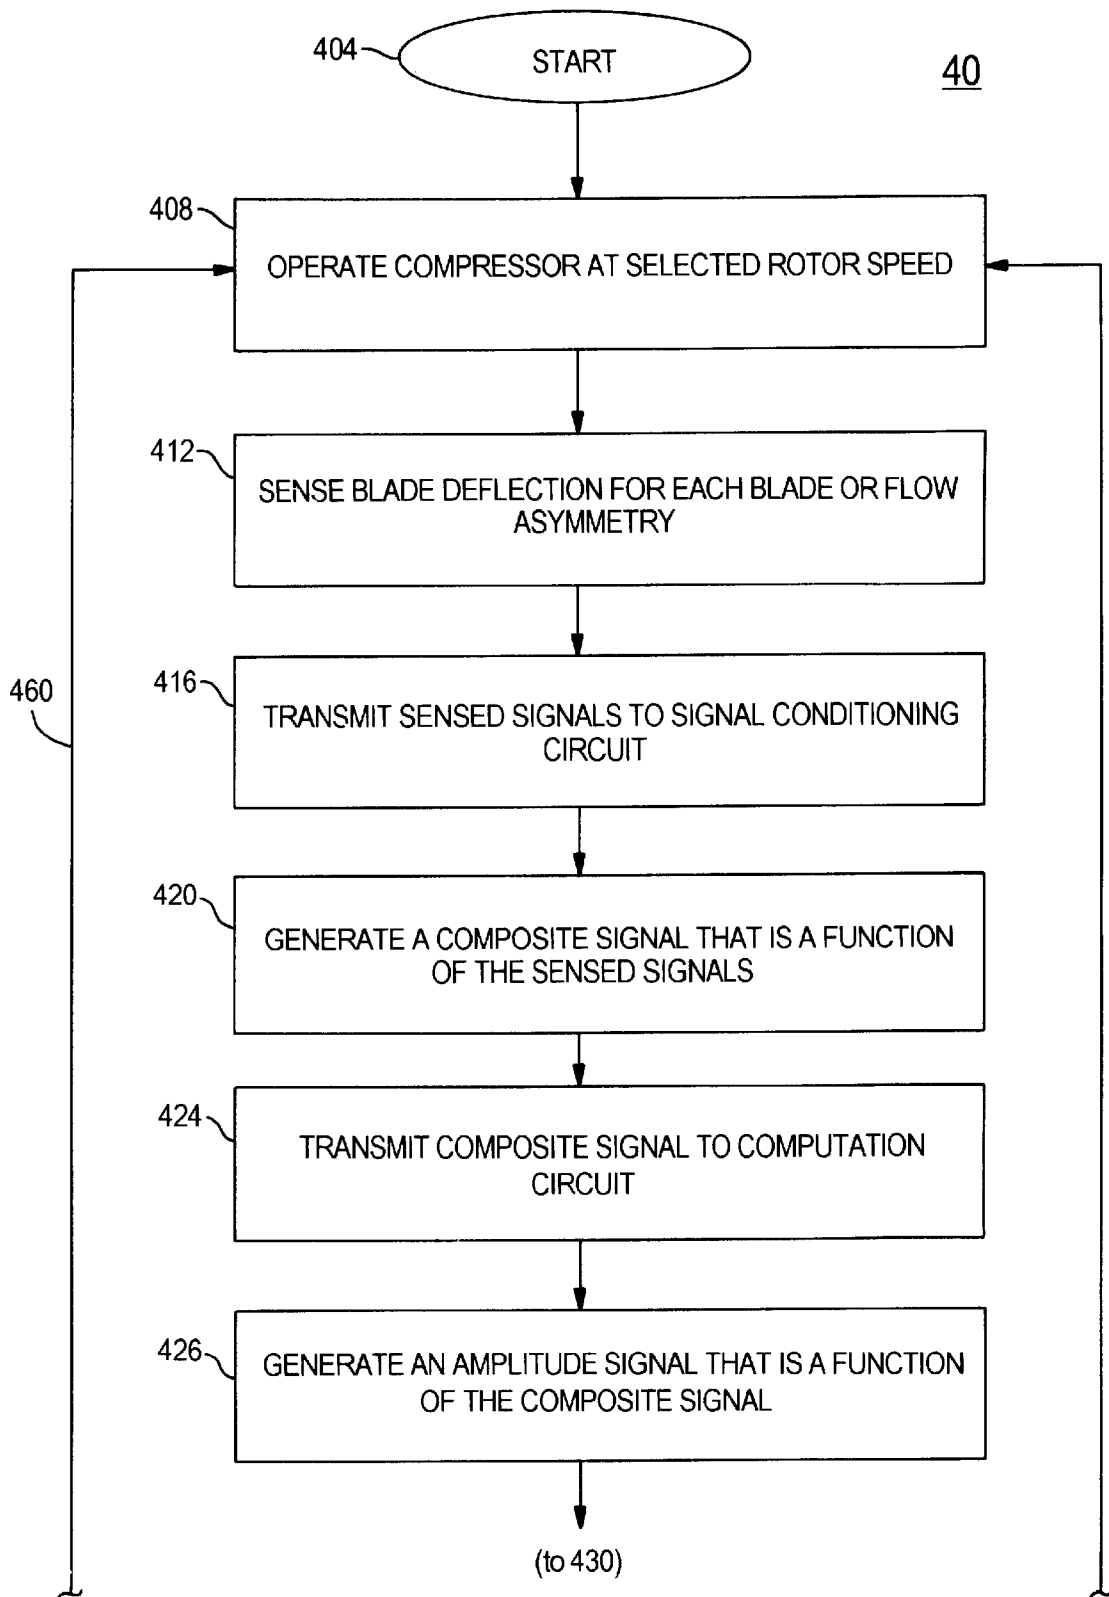 404
START
40
408
OPERATE COMPRESSOR AT SELECTED ROTOR SPEED
412
SENSE BLADE DEFLECTION FOR EACH BLADE OR FLOW
ASYMMETRY
416
TRANSMIT SENSED SIGNALS TO SIGNAL CONDITIONING
CIRCUIT
460
420
GENERATE A COMPOSITE SIGNAL THAT IS A FUNCTION
OF THE SENSED SIGNALS
424
TRANSMIT COMPOSITE SIGNAL TO COMPUTATION
CIRCUIT
426
GENERATE AN AMPLITUDE SIGNAL THAT IS A FUNCTION
OF THE COMPOSITE SIGNAL
(to 430)